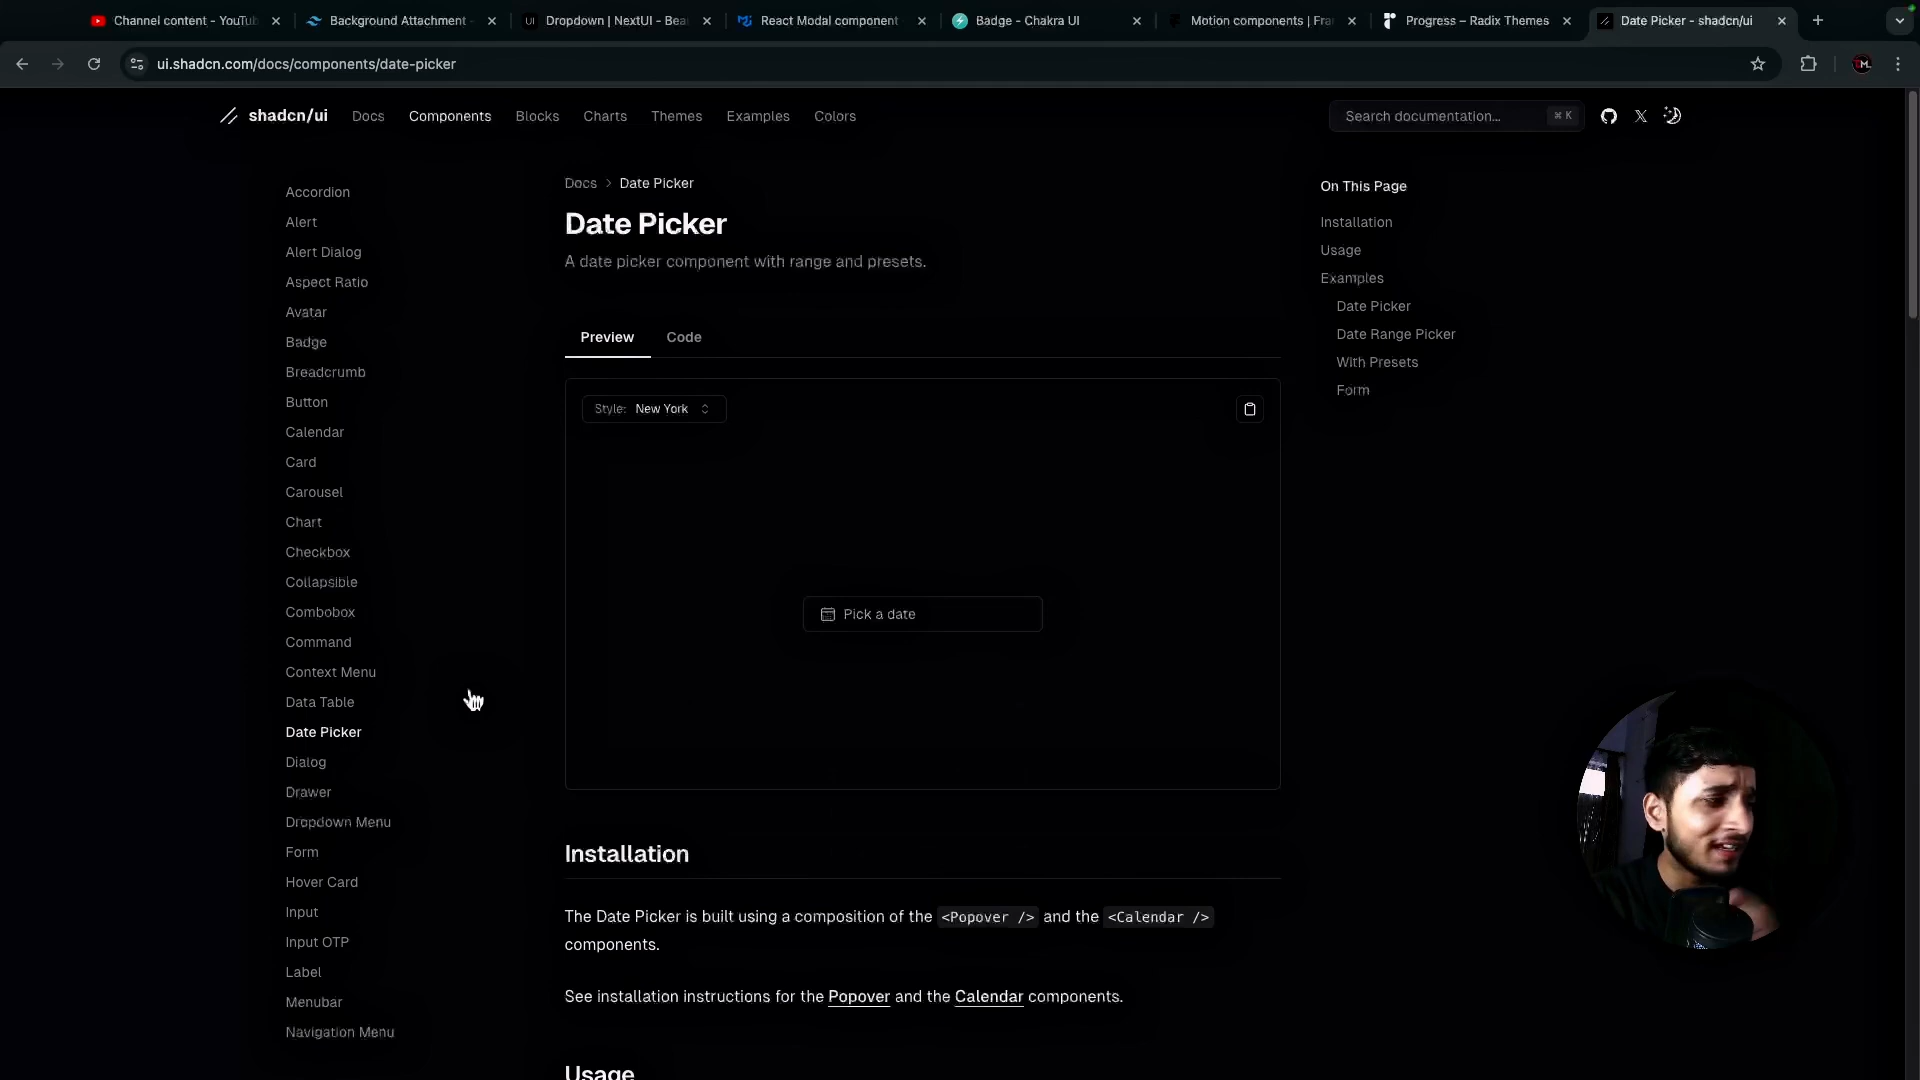 Channel content - YouTub
Background Attachment -
Dropdown | NextUI - Beau
React Modal component
Badge - Chakra UI
Motion components | Fra
Progress – Radix Themes
Date Picker - shadcn/ui
ui.shadcn.com/docs/components/date-picker
shadcn/ui
Docs
Components
Blocks
Charts
Themes
Examples
Colors
Search documentation...
⌘ K
Accordion
Alert
Alert Dialog
Aspect Ratio
Avatar
Badge
Breadcrumb
Button
Calendar
Card
Carousel
Chart
Checkbox
Collapsible
Combobox
Command
Context Menu
Data Table
Date Picker
Dialog
Drawer
Dropdown Menu
Form
Hover Card
Input
Input OTP
Label
Menubar
Navigation Menu
Docs > Date Picker
Date Picker
A date picker component with range and presets.
Preview
Code
Style: New York
Pick a date
Installation
The Date Picker is built using a composition of the <Popover /> and the <Calendar />
components.
See installation instructions for the Popover and the Calendar components.
Usage
On This Page
Installation
Usage
Examples
Date Picker
Date Range Picker
With Presets
Form